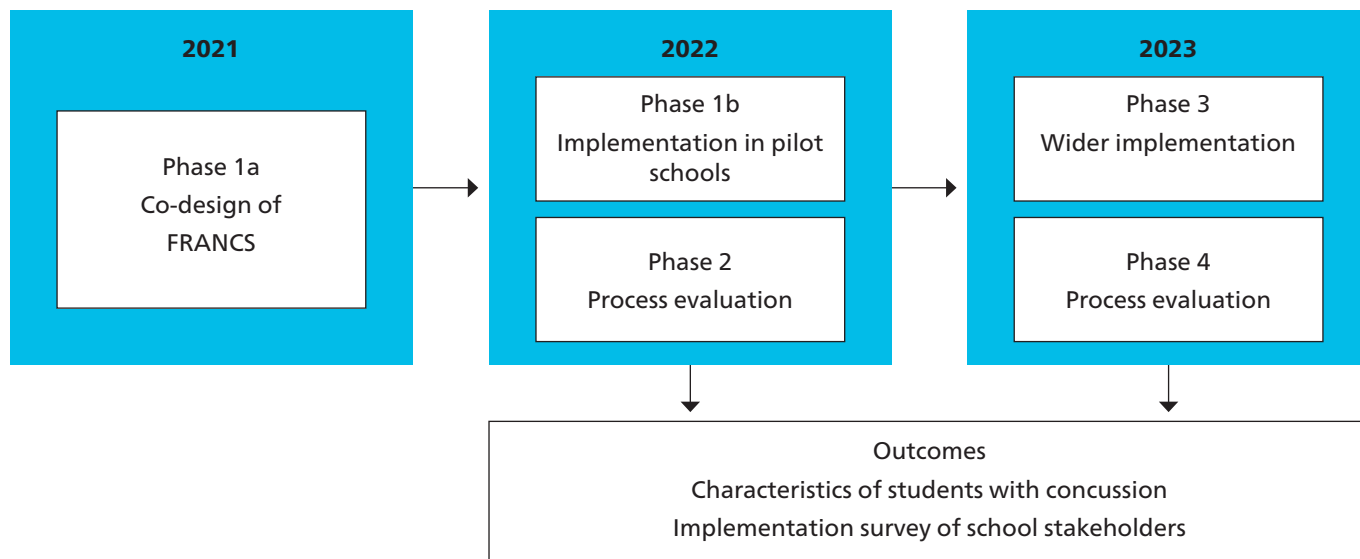 2021
Phase 1a
Co-design of
FRANCS
2022
Phase 1b
Implementation in pilot
schools
Phase 2
Process evaluation
2023
Phase 3
Wider implementation
Phase 4
Process evaluation
Outcomes
Characteristics of students with concussion
Implementation survey of school stakeholders